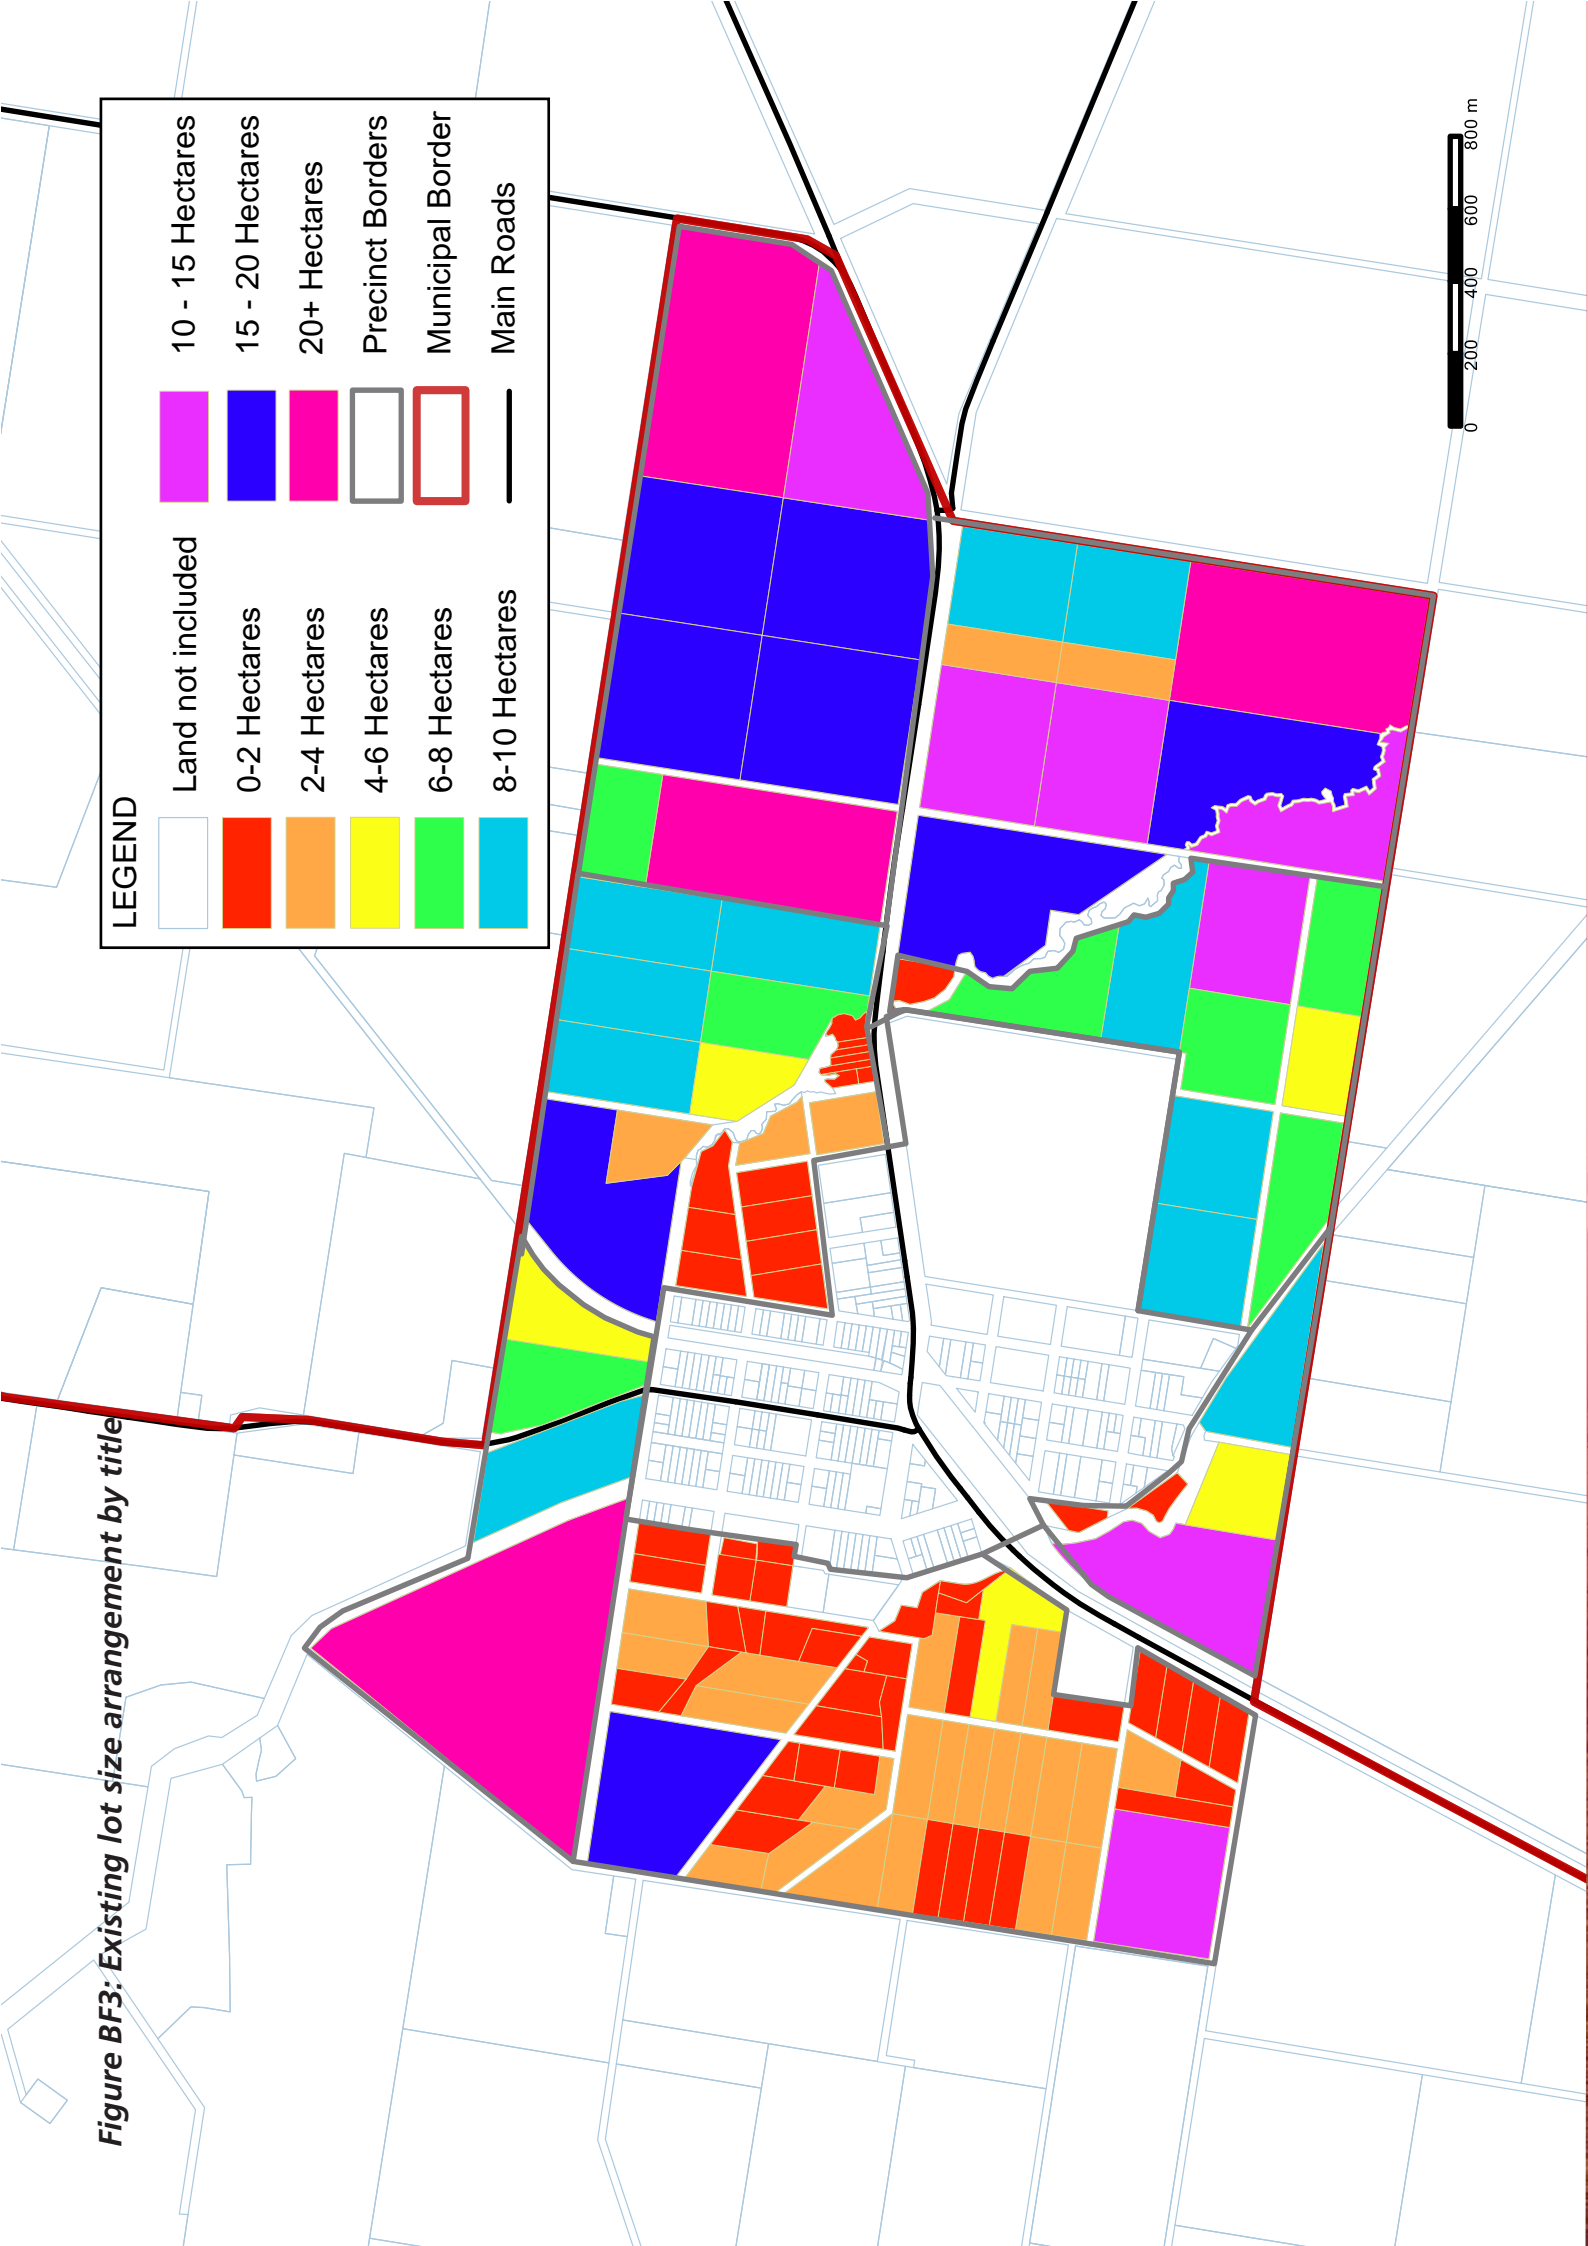 Figure BF3: Existing lot size arrangement by title
LEGEND
Land not included
0-2 Hectares
2-4 Hectares
4-6 Hectares
6-8 Hectares
8-10 Hectares
10 - 15 Hectares
15 - 20 Hectares
20+ Hectares
Precinct Borders
Municipal Border
Main Roads
0 200 400 600 800 m